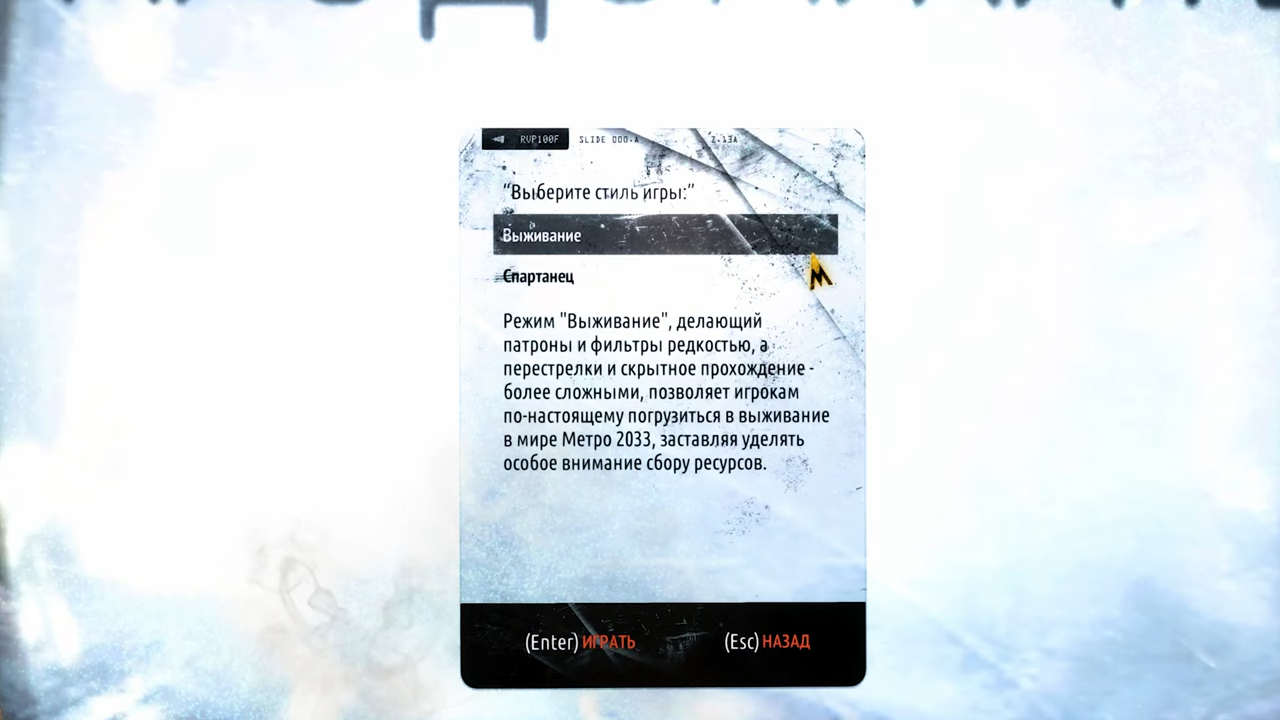 RVP100F SLIDE 000-A 2.13A
“Выберите стиль игры:”
Выживание
Спартанец
Режим "Выживание", делающий
патроны и фильтры редкостью, а
перестрелки и скрытное прохождение -
более сложными, позволяет игрокам
по-настоящему погрузиться в выживание
в мире Метро 2033, заставляя уделять
особое внимание сбору ресурсов.
(Enter) ИГРАТЬ (Esc) НАЗАД